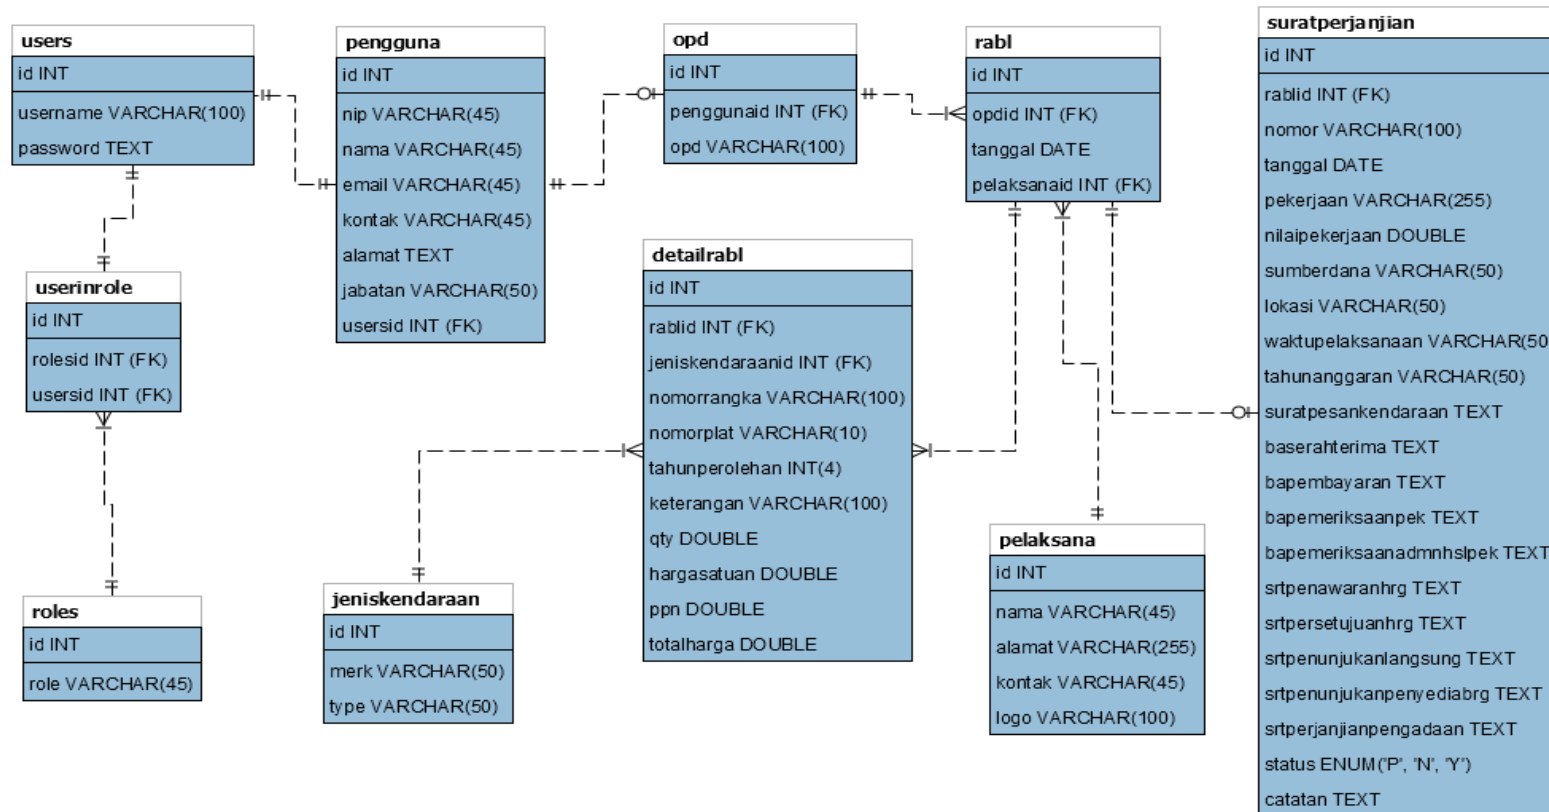 users
id INT
username VARCHAR(100)
password TEXT
pengguna
id INT
nip VARCHAR(45)
nama VARCHAR(45)
email VARCHAR(45)
kontak VARCHAR(45)
alamat TEXT
jabatan VARCHAR(50)
usersid INT (FK)
opd
id INT
penggunaid INT (FK)
opd VARCHAR(100)
rabl
id INT
opdid INT (FK)
tanggal DATE
pelaksanaid INT (FK)
suratperjanjian
id INT
rablid INT (FK)
nomor VARCHAR(100)
tanggal DATE
pekerjaan VARCHAR(255)
nilaipekerjaan DOUBLE
sumberdana VARCHAR(50)
lokasi VARCHAR(50)
waktupelaksanaan VARCHAR(50
tahunanggaran VARCHAR(50)
suratpesankendaraan TEXT
baserahterima TEXT
bapembayaran TEXT
bapemeriksaanpek TEXT
bapemeriksaanadmnhslpek TEXT
srtpenawaranhrg TEXT
srtpersetujuanhrg TEXT
srtpenunjukanlangsung TEXT
srtpenunjukanpenyediabrg TEXT
srtperjanjianpengadaan TEXT
status ENUM('P', 'N', 'Y')
catatan TEXT
userinrole
id INT
rolesid INT (FK)
usersid INT (FK)
detailrabl
id INT
rablid INT (FK)
jeniskendaraanid INT (FK)
nomorrangka VARCHAR(100)
nomorplat VARCHAR(10)
tahunperolehan INT(4)
keterangan VARCHAR(100)
qty DOUBLE
hargasatuan DOUBLE
ppn DOUBLE
totalharga DOUBLE
roles
id INT
role VARCHAR(45)
jeniskendaraan
id INT
merk VARCHAR(50)
type VARCHAR(50)
pelaksana
id INT
nama VARCHAR(45)
alamat VARCHAR(255)
kontak VARCHAR(45)
logo VARCHAR(100)